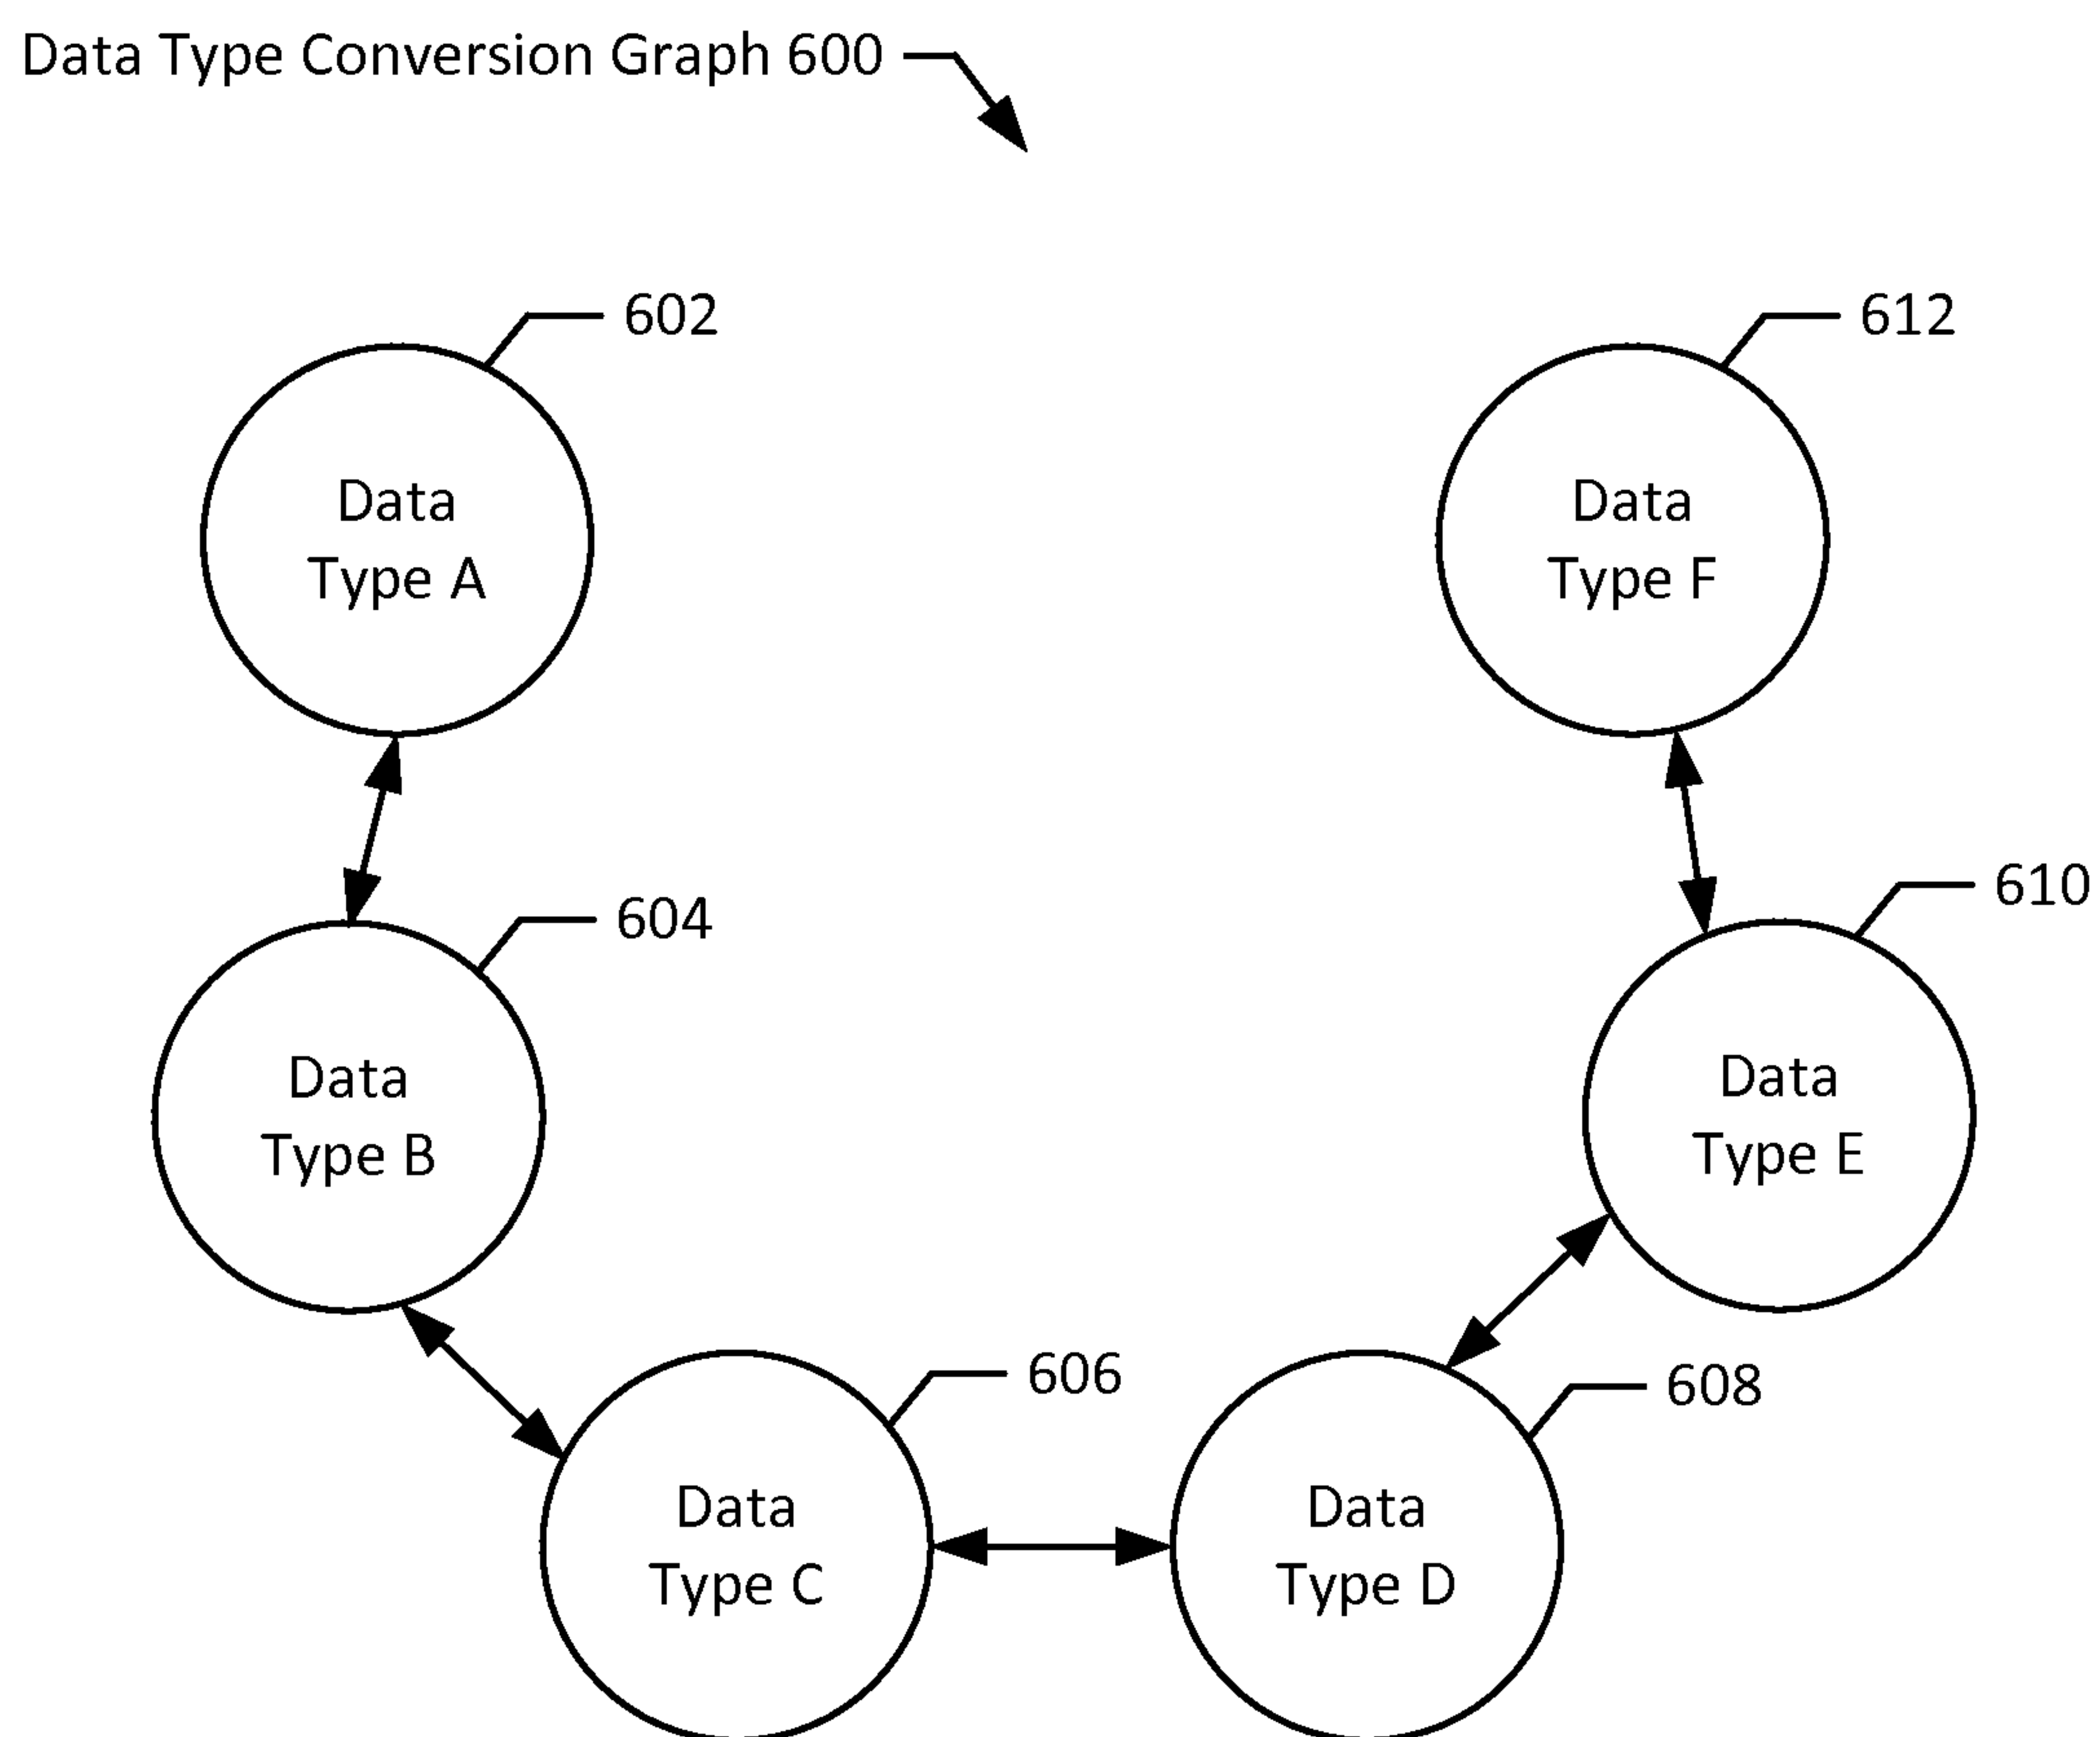 Data Type Conversion Graph 600
602
612
Data
Type A
Data
Type F
604
610
Data
Type B
Data
Type E
606
608
Data
Type C
Data
Type D